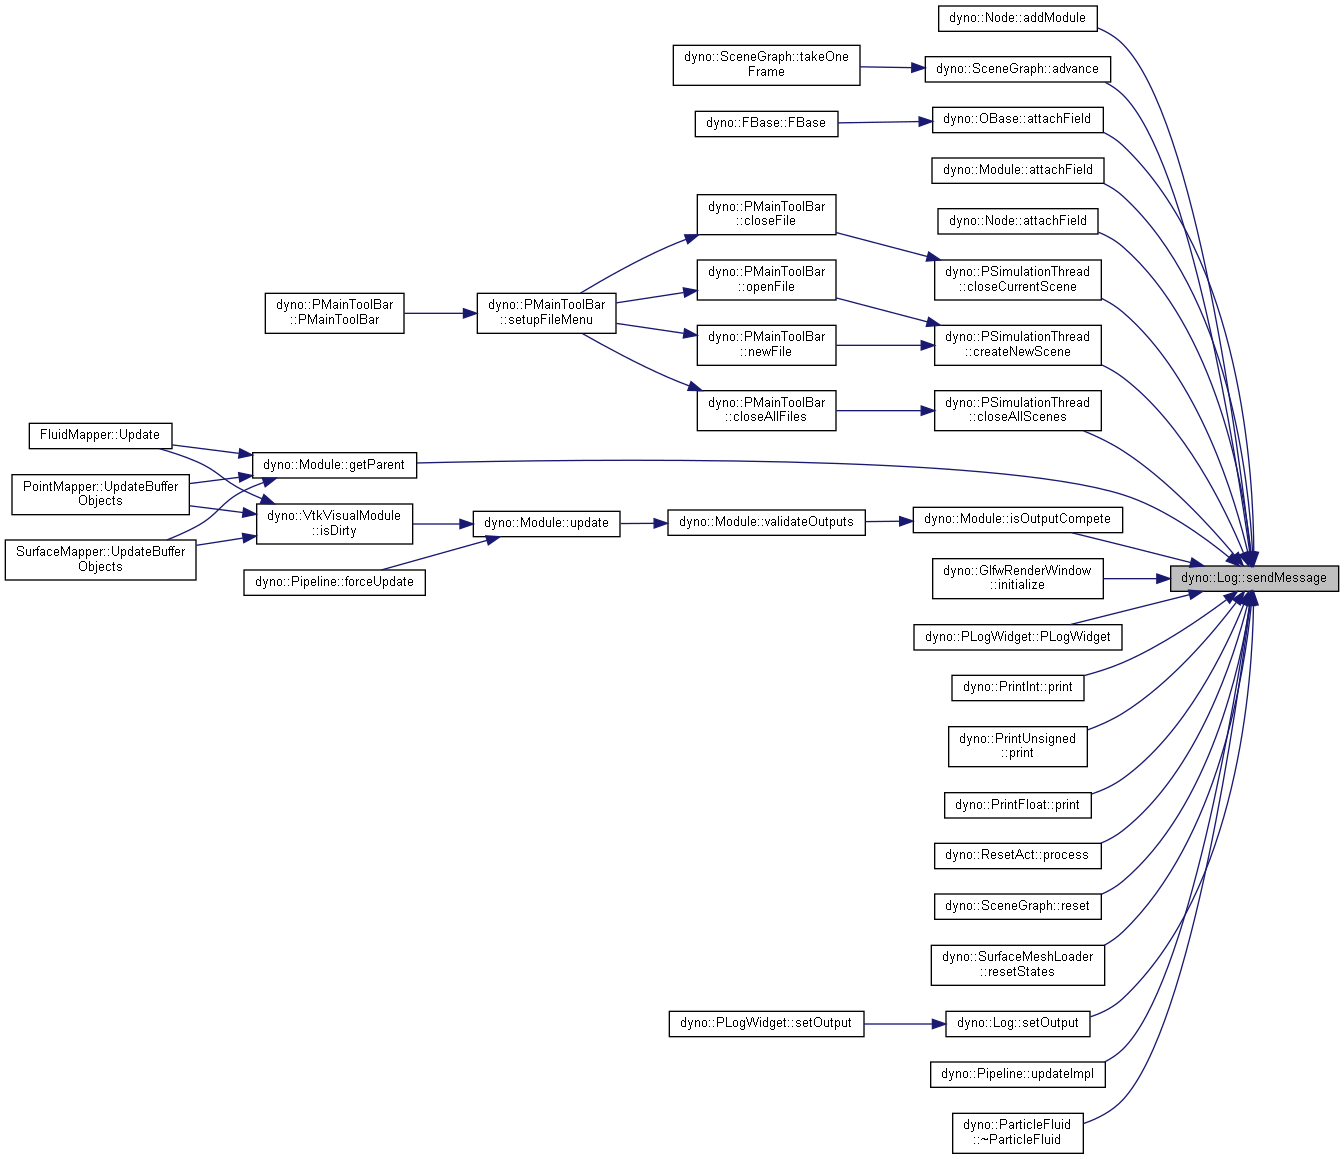 dyno::Node::addModule
dyno::SceneGraph::takeOne
Frame
dyno::SceneGraph::advance
dyno::FBase::FBase
dyno::OBase::attachField
dyno::Module::attachField
dyno::PMainToolBar
::closeFile
dyno::Node::attachField
dyno::PMainToolBar
::openFile
dyno::PSimulationThread
::closeCurrentScene
dyno::PMainToolBar
::PMainToolBar
dyno::PMainToolBar
::setupFileMenu
dyno::PMainToolBar
::newFile
dyno::PSimulationThread
::createNewScene
dyno::PMainToolBar
::closeAllFiles
dyno::PSimulationThread
::closeAllScenes
FluidMapper::Update
dyno::Module::getParent
PointMapper::UpdateBuffer
Objects
dyno::VtkVisualModule
::isDirty
dyno::Module::update
dyno::Module::validateOutputs
dyno::Module::isOutputCompete
SurfaceMapper::UpdateBuffer
Objects
dyno::Pipeline::forceUpdate
dyno::GlfwRenderWindow
::initialize
dyno::Log::sendMessage
dyno::PLogWidget::PLogWidget
dyno::PrintInt::print
dyno::PrintUnsigned
::print
dyno::PrintFloat::print
dyno::ResetAct::process
dyno::SceneGraph::reset
dyno::SurfaceMeshLoader
::resetStates
dyno::PLogWidget::setOutput
dyno::Log::setOutput
dyno::Pipeline::updateImpl
dyno::ParticleFluid
::~ParticleFluid